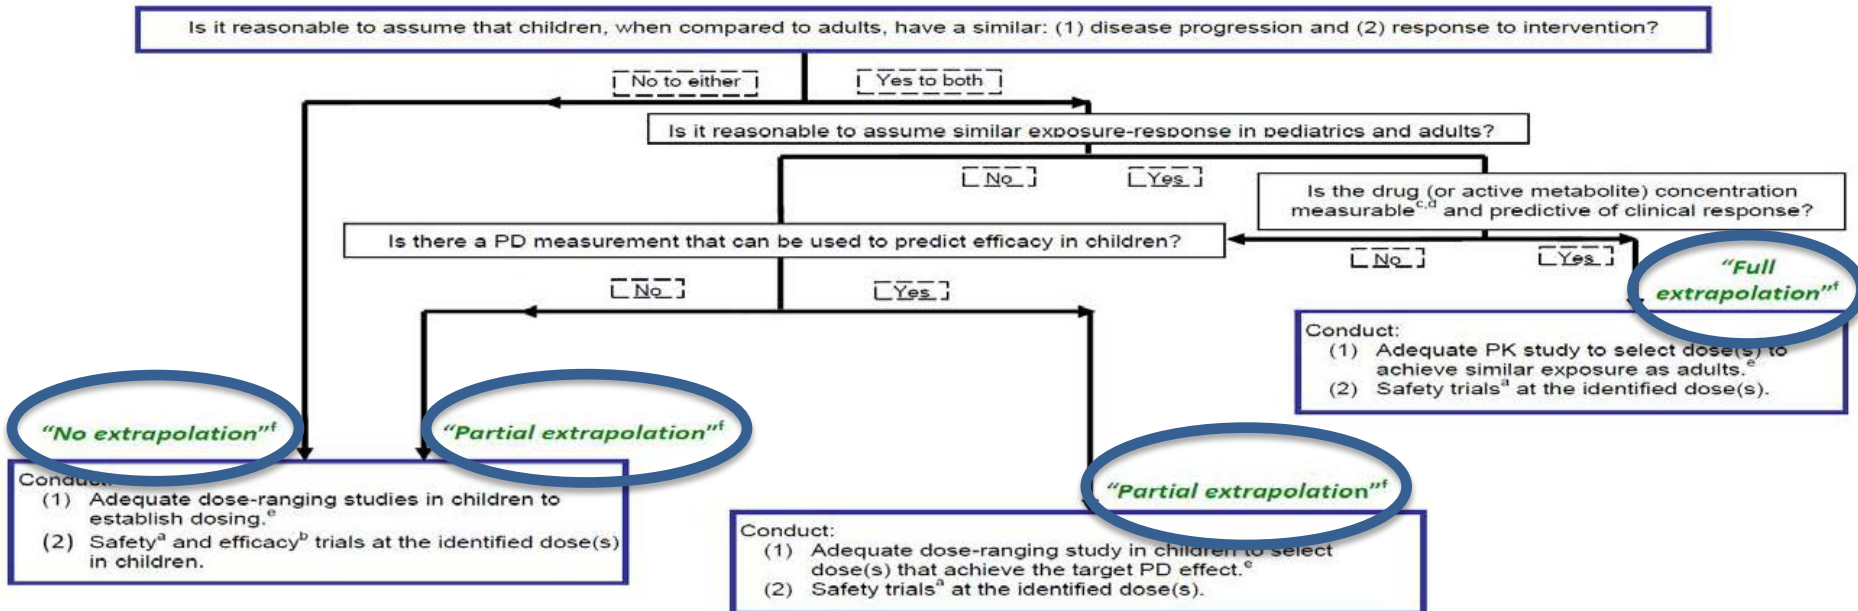 Is it reasonable to assume that children, when compared to adults, have a similar: (1) disease progression and (2) response to intervention?
No to either
Yes to both
Is it reasonable to assume similar exposure-response in pediatrics and adults?
No
Yes
Is the drug (or active metabolite) concentration
measurable^c,d and predictive of clinical response?
Is there a PD measurement that can be used to predict efficacy in children?
No
Yes
No
Yes
"Full
extrapolation"^f
Conduct:
(1) Adequate PK study to select dose(s) to
achieve similar exposure as adults.^e
(2) Safety trials^a at the identified dose(s).
"No extrapolation"^f
"Partial extrapolation"^f
Conduct:
(1) Adequate dose-ranging studies in children to
establish dosing.^e
(2) Safety^a and efficacy^b trials at the identified dose(s)
in children.
"Partial extrapolation"^f
Conduct:
(1) Adequate dose-ranging study in children to select
dose(s) that achieve the target PD effect.^e
(2) Safety trials^a at the identified dose(s).